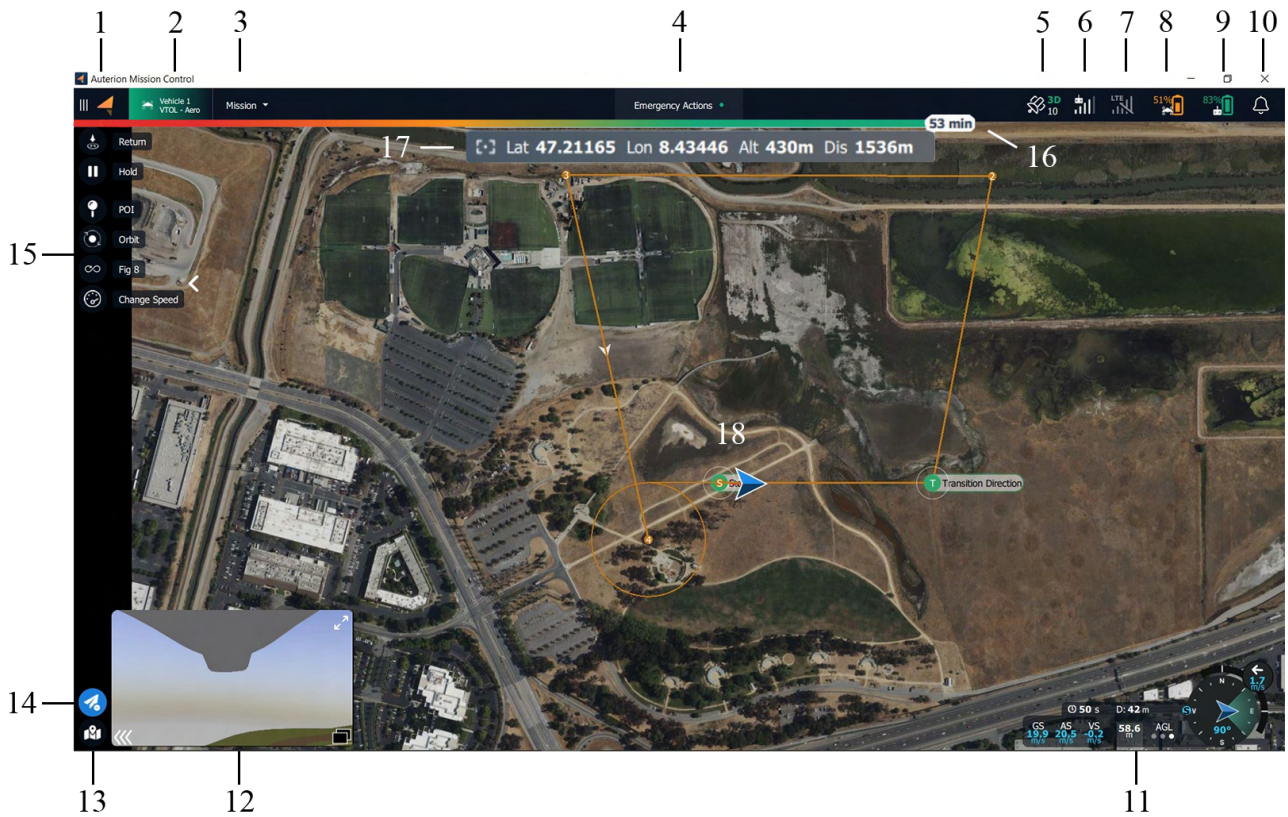 1 2 3 4 5 6 7 8 9 10
Auterion Mission Control
Vehicle 1
VTOL - Aero
Mission
Emergency Actions
3D
10
LTE
51%
83%
53 min
17
Lat 47.21165 Lon 8.43446 Alt 430m Dis 1536m
16
Return
Hold
POI
Orbit
Fig 8
Change Speed
15
3
2
18
S
T Transition Direction
4
14
50 s
D: 42 m
GS
19.9
m/s
AS
20.5
m/s
VS
-0.2
m/s
58.6
m
AGL
1.7
m/s
N
E
S
90°
13 12 11